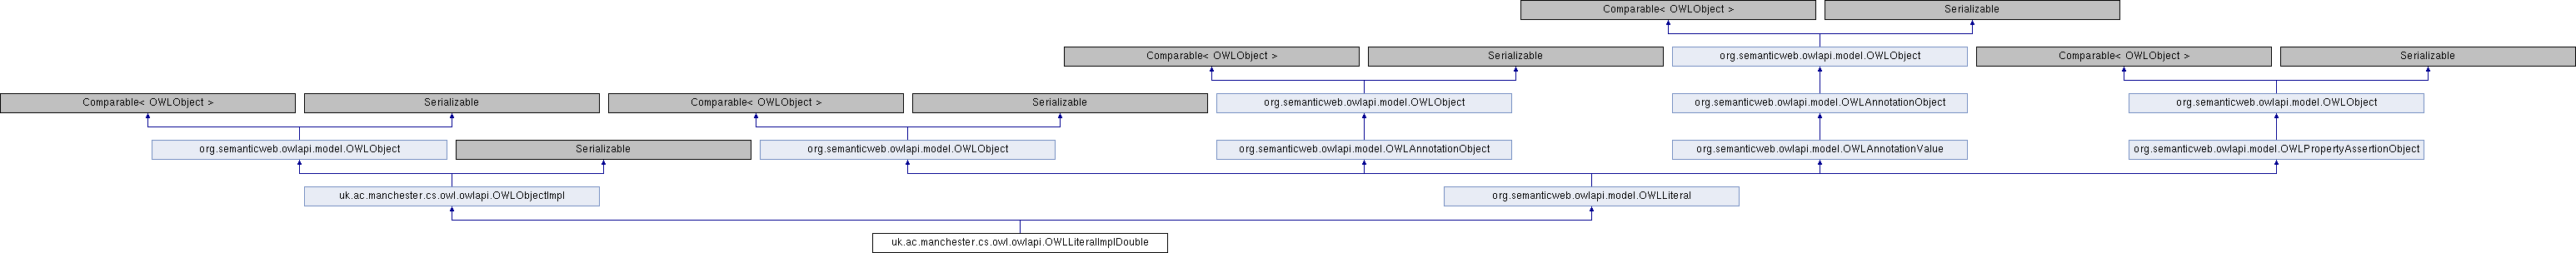 Comparable< OWLObject >
Serializable
Comparable< OWLObject >
Serializable
org.semanticweb.owlapi.model.OWLObject
Comparable< OWLObject >
Serializable
Comparable< OWLObject >
Serializable
Comparable< OWLObject >
Serializable
org.semanticweb.owlapi.model.OWLObject
org.semanticweb.owlapi.model.OWLAnnotationObject
org.semanticweb.owlapi.model.OWLObject
org.semanticweb.owlapi.model.OWLObject
Serializable
org.semanticweb.owlapi.model.OWLObject
org.semanticweb.owlapi.model.OWLAnnotationObject
org.semanticweb.owlapi.model.OWLAnnotationValue
org.semanticweb.owlapi.model.OWLPropertyAssertionObject
uk.ac.manchester.cs.owl.owlapi.OWLObjectImpl
org.semanticweb.owlapi.model.OWLLiteral
uk.ac.manchester.cs.owl.owlapi.OWLLiteralImplDouble